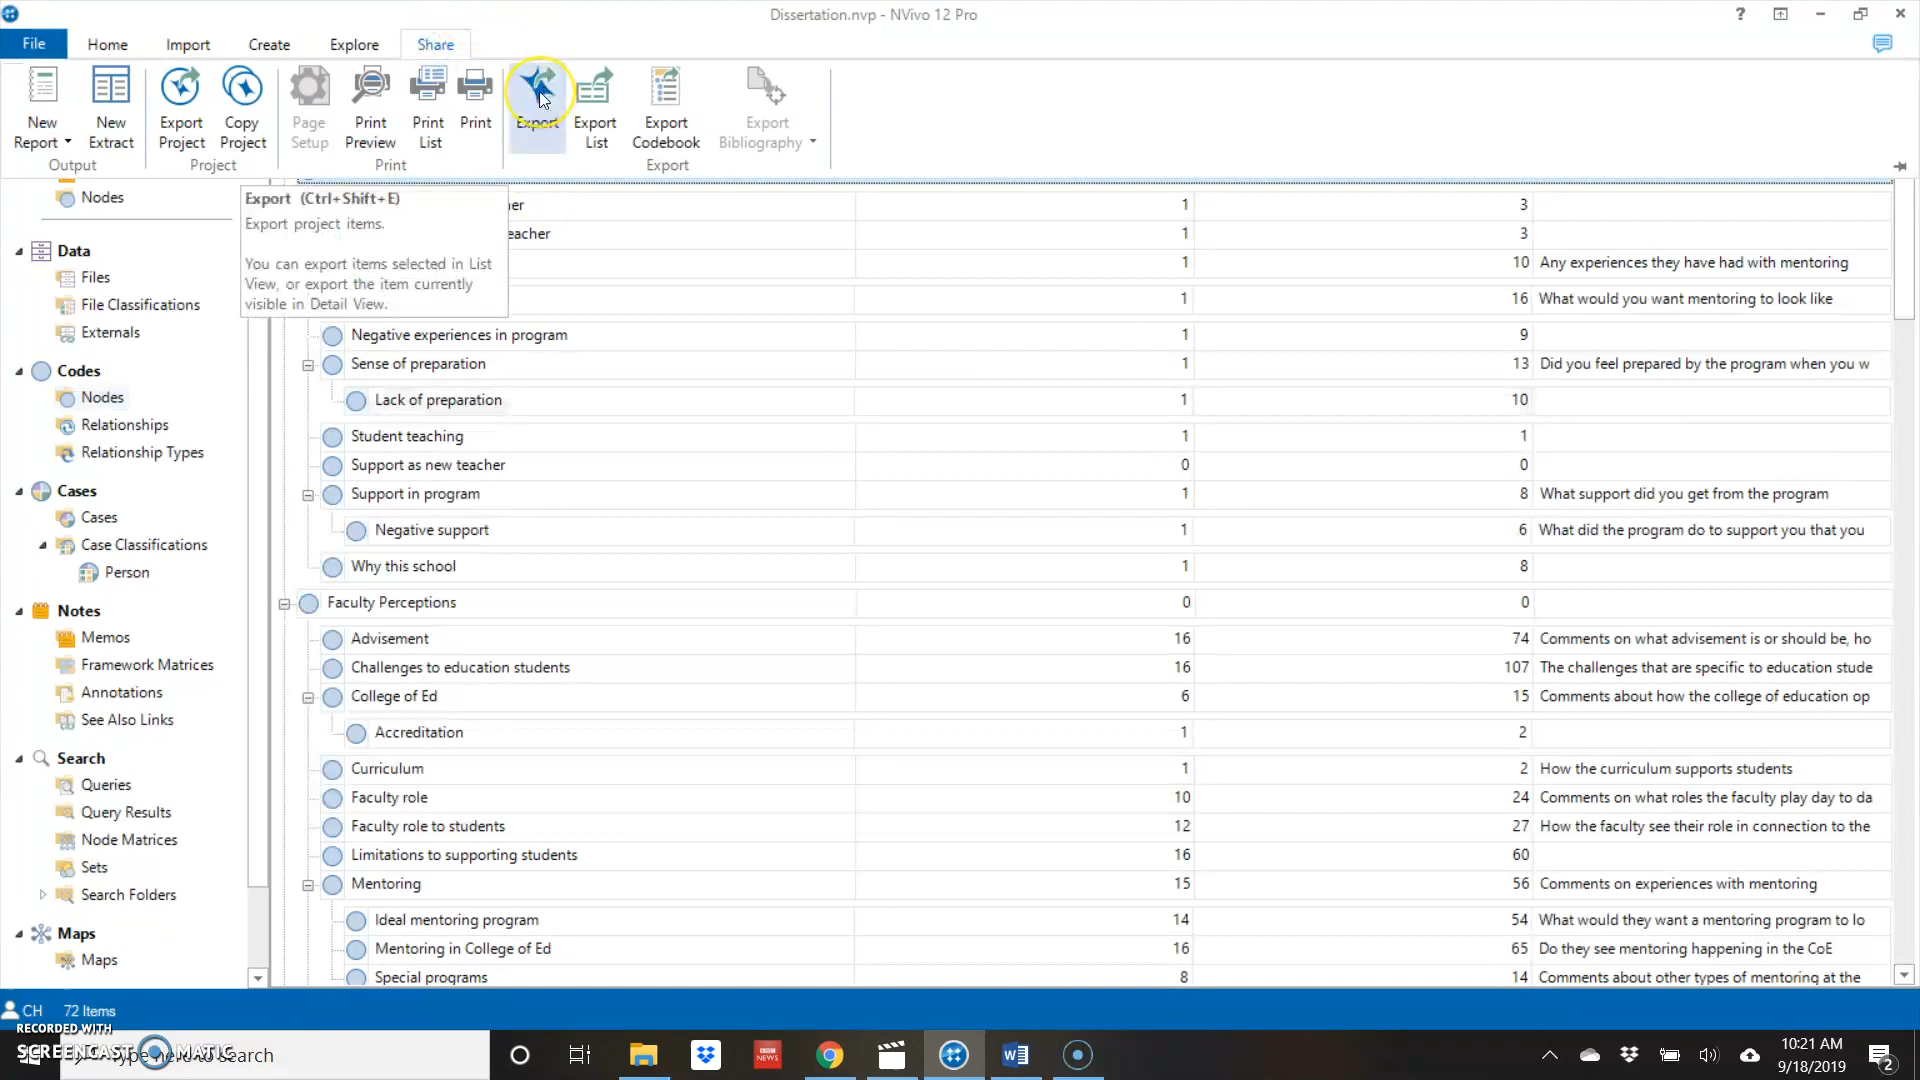 Dissertation.nvp - NVivo 12 Pro
?
File Home Import Create Explore Share
New Report
New Extract
Export Project
Copy Project
Page Setup
Print Preview
Print List
Print
Export
Export List
Export Codebook
Export Bibliography
Output Project Print Export
Nodes
Data
Files
File Classifications
Externals
Codes
Nodes
Relationships
Relationship Types
Cases
Cases
Case Classifications
Person
Notes
Memos
Framework Matrices
Annotations
See Also Links
Search
Queries
Query Results
Node Matrices
Sets
Search Folders
Maps
Maps
Export (Ctrl+Shift+E)
Export project items.
You can export items selected in List
View, or export the item currently
visible in Detail View.
her 1 3
eacher 1 3
1 10 Any experiences they have had with mentoring
1 16 What would you want mentoring to look like
Negative experiences in program 1 9
Sense of preparation 1 13 Did you feel prepared by the program when you w
Lack of preparation 1 10
Student teaching 1 1
Support as new teacher 0 0
Support in program 1 8 What support did you get from the program
Negative support 1 6 What did the program do to support you that you
Why this school 1 8
Faculty Perceptions 0 0
Advisement 16 74 Comments on what advisement is or should be, ho
Challenges to education students 16 107 The challenges that are specific to education stude
College of Ed 6 15 Comments about how the college of education op
Accreditation 1 2
Curriculum 1 2 How the curriculum supports students
Faculty role 10 24 Comments on what roles the faculty play day to da
Faculty role to students 12 27 How the faculty see their role in connection to the
Limitations to supporting students 16 60
Mentoring 15 56 Comments on experiences with mentoring
Ideal mentoring program 14 54 What would they want a mentoring program to lo
Mentoring in College of Ed 16 65 Do they see mentoring happening in the CoE
Special programs 8 14 Comments about other types of mentoring at the
CH 72 Items
RECORDED WITH
SCREENCAST MATIC
Type here to search
BBC NEWS
10:21 AM
9/18/2019
2